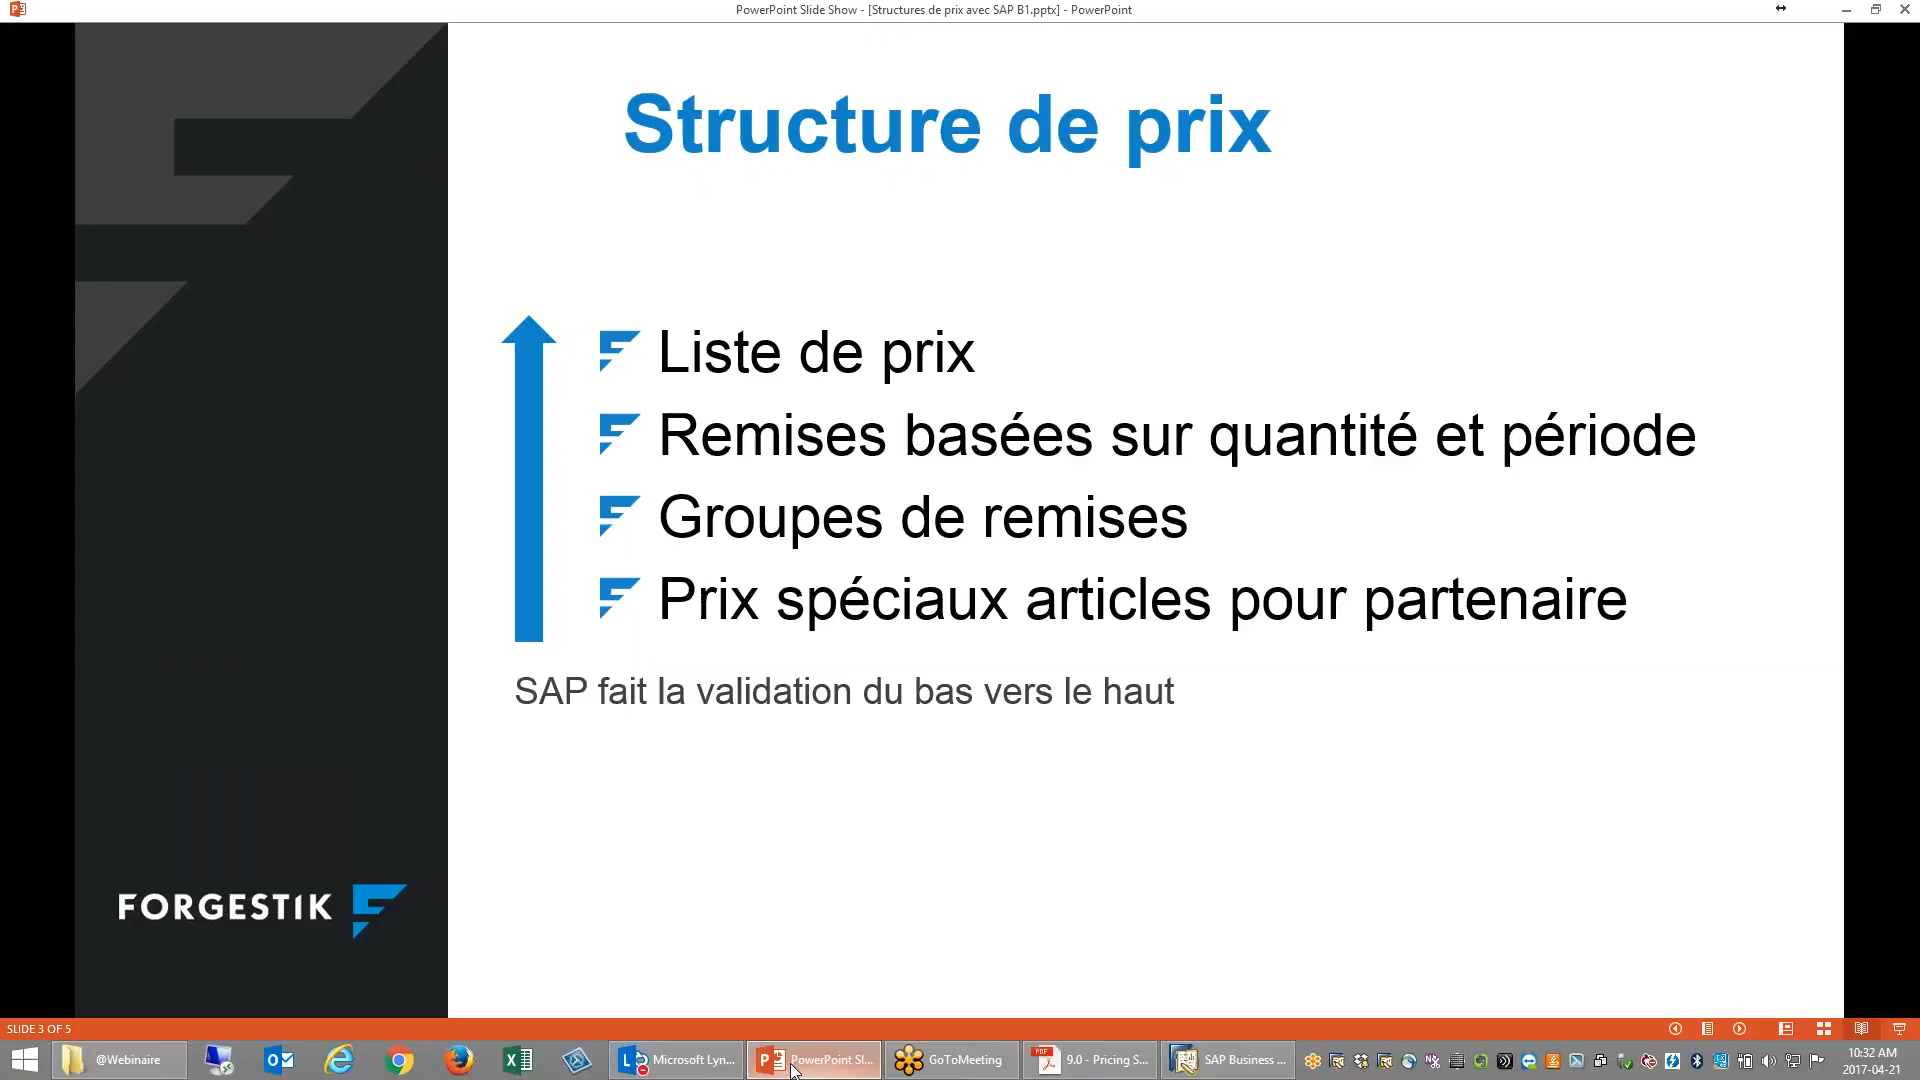 PowerPoint Slide Show - [Structures de prix avec SAP B1.pptx] - PowerPoint
Structure de prix
Liste de prix
Remises basées sur quantité et période
Groupes de remises
Prix spéciaux articles pour partenaire
SAP fait la validation du bas vers le haut
FORGESTIK
SLIDE 3 OF 5
@Webinaire
Microsoft Lyn...
PowerPoint Sl...
GoToMeeting
9.0 - Pricing S...
SAP Business ...
10:32 AM
2017-04-21